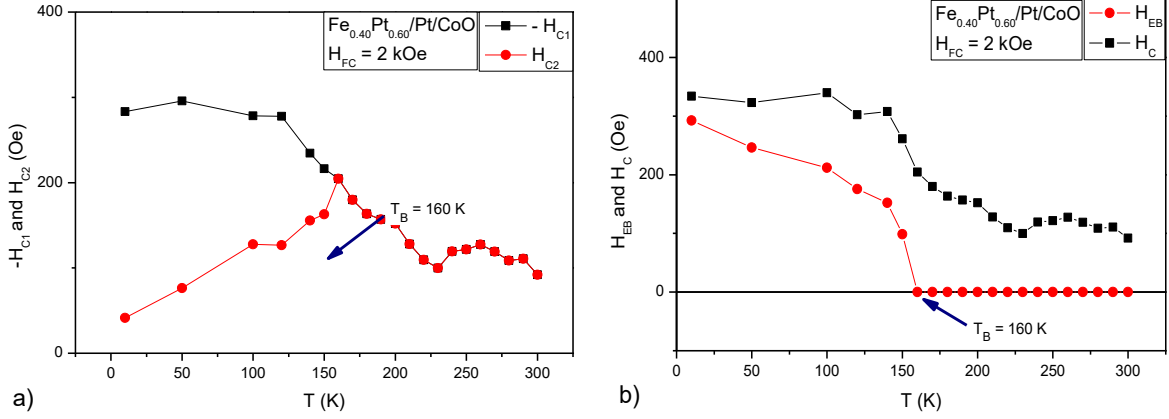 Fe0.40Pt0.60/Pt/CoO
HFC = 2 kOe
- HC1
HC2
400
200
0
-HC1 and HC2 (Oe)
TB = 160 K
0 50 100 150 200 250 300
T (K)
a)
Fe0.40Pt0.60/Pt/CoO
HFC = 2 kOe
HEB
HC
400
200
0
HEB and HC (Oe)
TB = 160 K
0 50 100 150 200 250 300
T (K)
b)